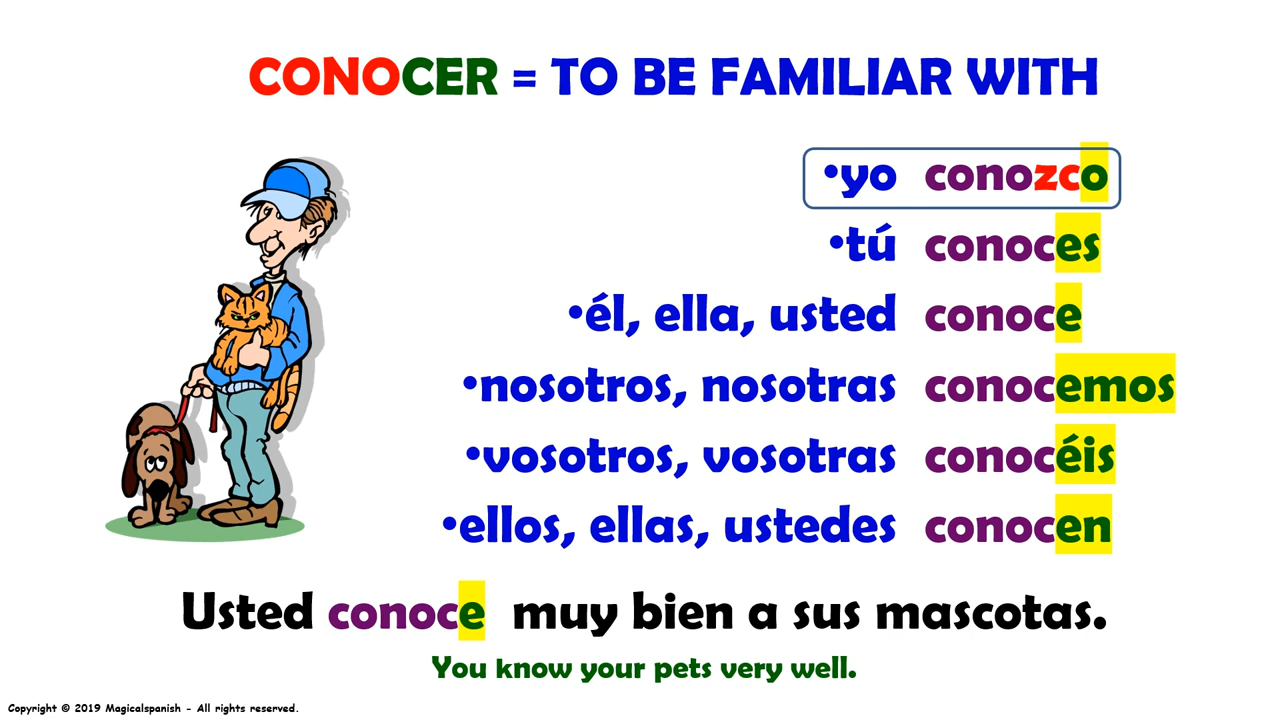 CONOCER = TO BE FAMILIAR WITH
•yo conozco
•tú conoces
•él, ella, usted conoce
•nosotros, nosotras conocemos
•vosotros, vosotras conocéis
•ellos, ellas, ustedes conocen
Usted conoce muy bien a sus mascotas.
You know your pets very well.
Copyright © 2019 Magicalspanish - All rights reserved.